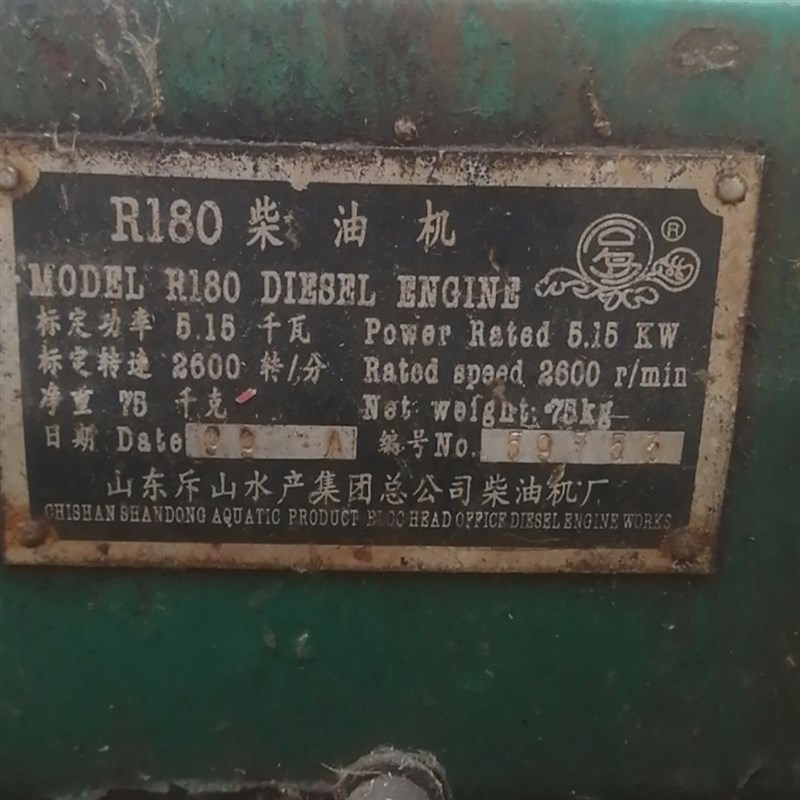 R180 柴油机
®
MODEL R180 DIESEL ENGINE
标定功率 5.15 千瓦 Power Rated 5.15 KW
标定转速 2600 转/分 Rated speed 2600 r/min
净重 75 千克 Net weight 75kg
日期 Date 99 A 编号No.
山东斥山水产集团总公司柴油机厂
CHISHAN SHANDONG AQUATIC PRODUCT BLOC HEAD OFFICE DIESEL ENGINE WORKS